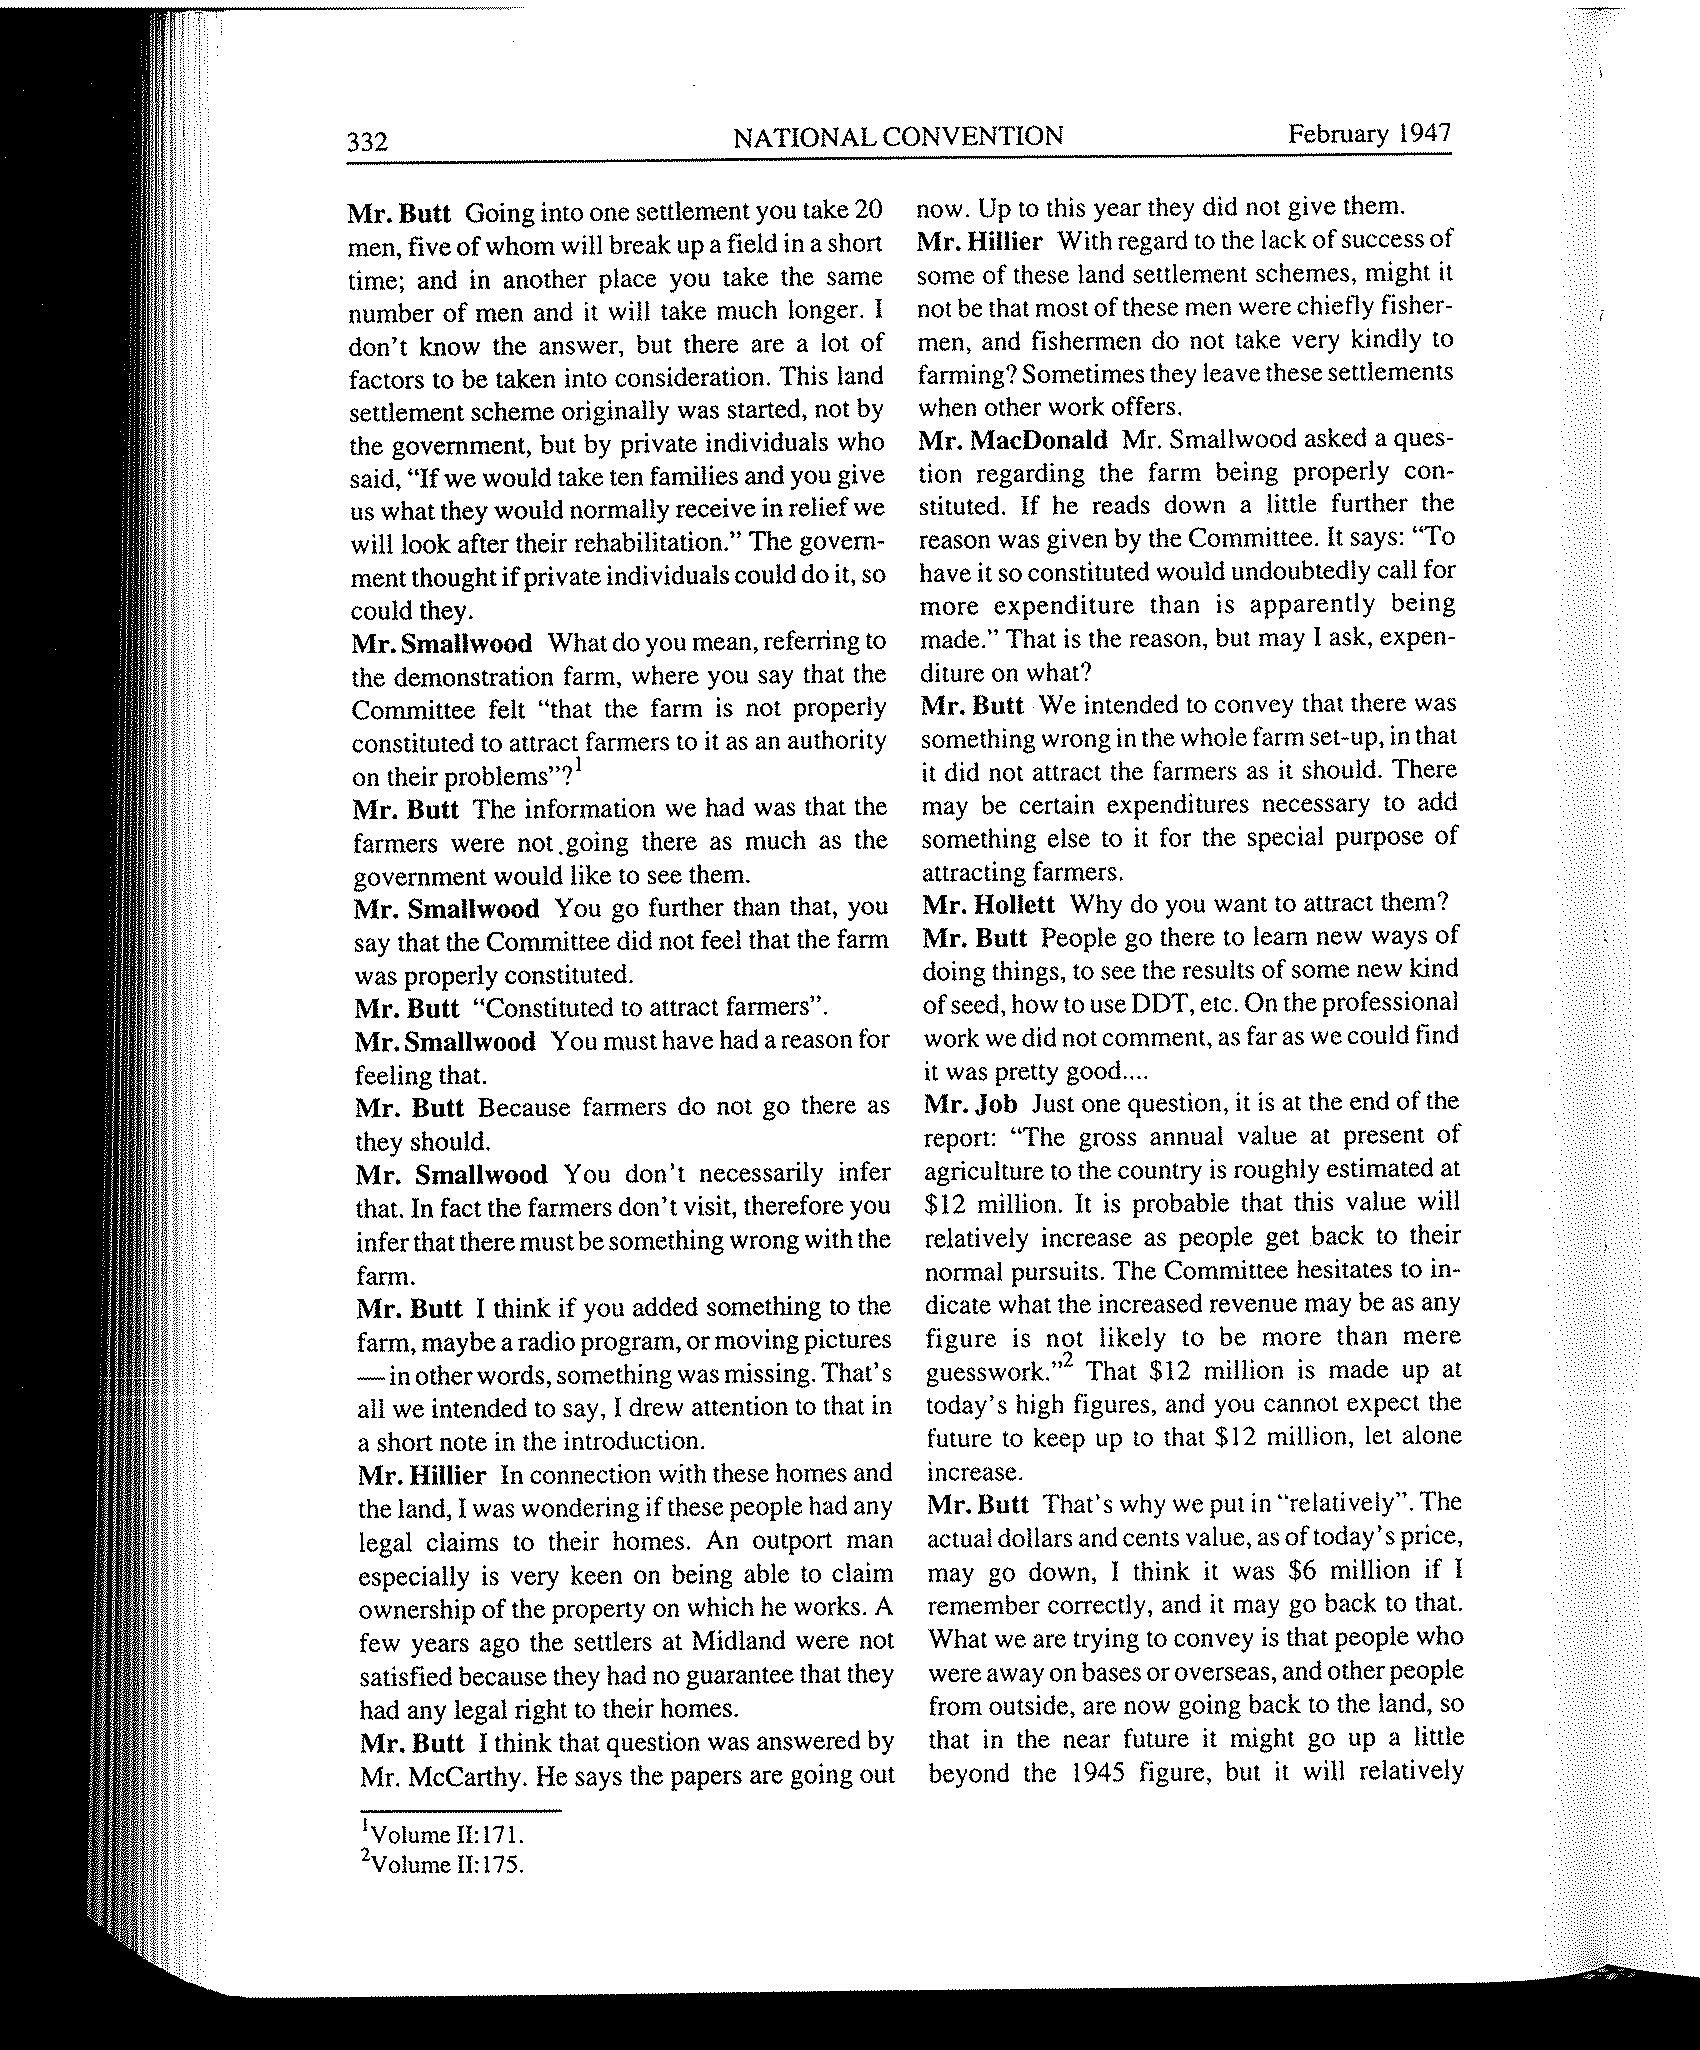 332
NATIONAL CONVENTION
February 1947
Mr. Butt Going into one settlement you take 20
men, five of whom will break up a field in a short
time; and in another place you take the same
number of men and it will take much longer. I
don't know the answer, but there are a lot of
factors to be taken into consideration. This land
settlement scheme originally was started, not by
the government, but by private individuals who
said, "If we would take ten families and you give
us what they would normally receive in relief we
will look after their rehabilitation." The govern-
ment thought if private individuals could do it, so
could they.
Mr. Smallwood What do you mean, referring to
the demonstration farm, where you say that the
Committee felt "that the farm is not properly
constituted to attract farmers to it as an authority
on their problems"?1
Mr. Butt The information we had was that the
farmers were not going there as much as the
government would like to see them.
Mr. Smallwood You go further than that, you
say that the Committee did not feel that the farm
was properly constituted.
Mr. Butt "Constituted to attract farmers".
Mr. Smallwood You must have had a reason for
feeling that.
Mr. Butt Because farmers do not go there as
they should.
Mr. Smallwood You don't necessarily infer
that. In fact the farmers don't visit, therefore you
infer that there must be something wrong with the
farm.
Mr. Butt I think if you added something to the
farm, maybe a radio program, or moving pictures
— in other words, something was missing. That's
all we intended to say, I drew attention to that in
a short note in the introduction.
Mr. Hillier In connection with these homes and
the land, I was wondering if these people had any
legal claims to their homes. An outport man
especially is very keen on being able to claim
ownership of the property on which he works. A
few years ago the settlers at Midland were not
satisfied because they had no guarantee that they
had any legal right to their homes.
Mr. Butt I think that question was answered by
Mr. McCarthy. He says the papers are going out
now. Up to this year they did not give them.
Mr. Hillier With regard to the lack of success of
some of these land settlement schemes, might it
not be that most of these men were chiefly fisher-
men, and fishermen do not take very kindly to
farming? Sometimes they leave these settlements
when other work offers.
Mr. MacDonald Mr. Smallwood asked a ques-
tion regarding the farm being properly con-
stituted. If he reads down a little further the
reason was given by the Committee. It says: "To
have it so constituted would undoubtedly call for
more expenditure than is apparently being
made." That is the reason, but may I ask, expen-
diture on what?
Mr. Butt We intended to convey that there was
something wrong in the whole farm set-up, in that
it did not attract the farmers as it should. There
may be certain expenditures necessary to add
something else to it for the special purpose of
attracting farmers.
Mr. Hollett Why do you want to attract them?
Mr. Butt People go there to learn new ways of
doing things, to see the results of some new kind
of seed, how to use DDT, etc. On the professional
work we did not comment, as far as we could find
it was pretty good....
Mr. Job Just one question, it is at the end of the
report: "The gross annual value at present of
agriculture to the country is roughly estimated at
$12 million. It is probable that this value will
relatively increase as people get back to their
normal pursuits. The Committee hesitates to in-
dicate what the increased revenue may be as any
figure is not likely to be more than mere
guesswork."2 That $12 million is made up at
today's high figures, and you cannot expect the
future to keep up to that $12 million, let alone
increase.
Mr. Butt That's why we put in "relatively". The
actual dollars and cents value, as of today's price,
may go down, I think it was $6 million if I
remember correctly, and it may go back to that.
What we are trying to convey is that people who
were away on bases or overseas, and other people
from outside, are now going back to the land, so
that in the near future it might go up a little
beyond the 1945 figure, but it will relatively
1Volume II:171.
2Volume II:175.